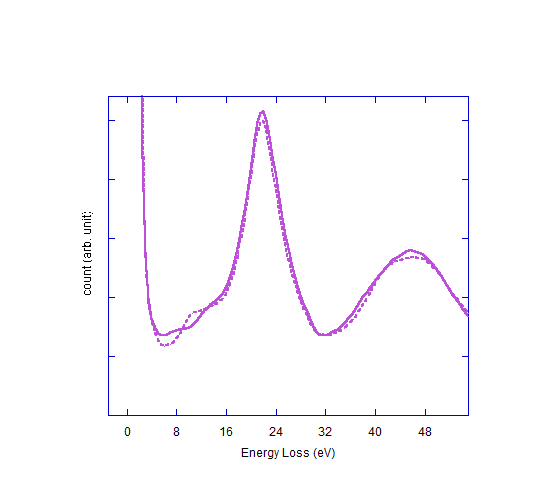 count (arb. unit;
0 8 16 24 32 40 48
Energy Loss (eV)